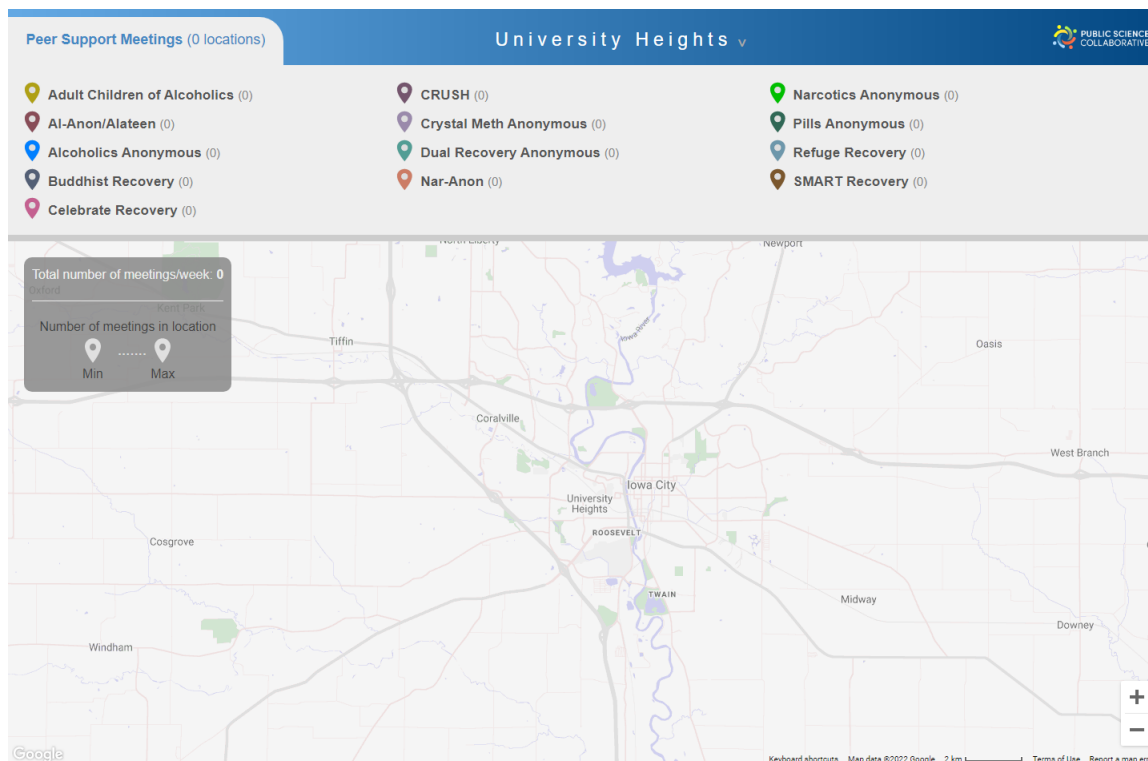 Peer Support Meetings (0 locations)
University Heights v
PUBLIC SCIENCE
COLLABORATIVE
Adult Children of Alcoholics (0)
Al-Anon/Alateen (0)
Alcoholics Anonymous (0)
Buddhist Recovery (0)
Celebrate Recovery (0)
CRUSH (0)
Crystal Meth Anonymous (0)
Dual Recovery Anonymous (0)
Nar-Anon (0)
Narcotics Anonymous (0)
Pills Anonymous (0)
Refuge Recovery (0)
SMART Recovery (0)
Total number of meetings/week: 0
Number of meetings in location
Min
Max
North Liberty
Newport
Oxford
Kent Park
Iowa River
Tiffin
Oasis
Coralville
West Branch
Iowa City
University
Heights
ROOSEVELT
Cosgrove
TWAIN
Midway
Downey
Windham
+
−
Google
Keyboard shortcuts
Map data ©2022 Google
2 km
Terms of Use
Report a map er